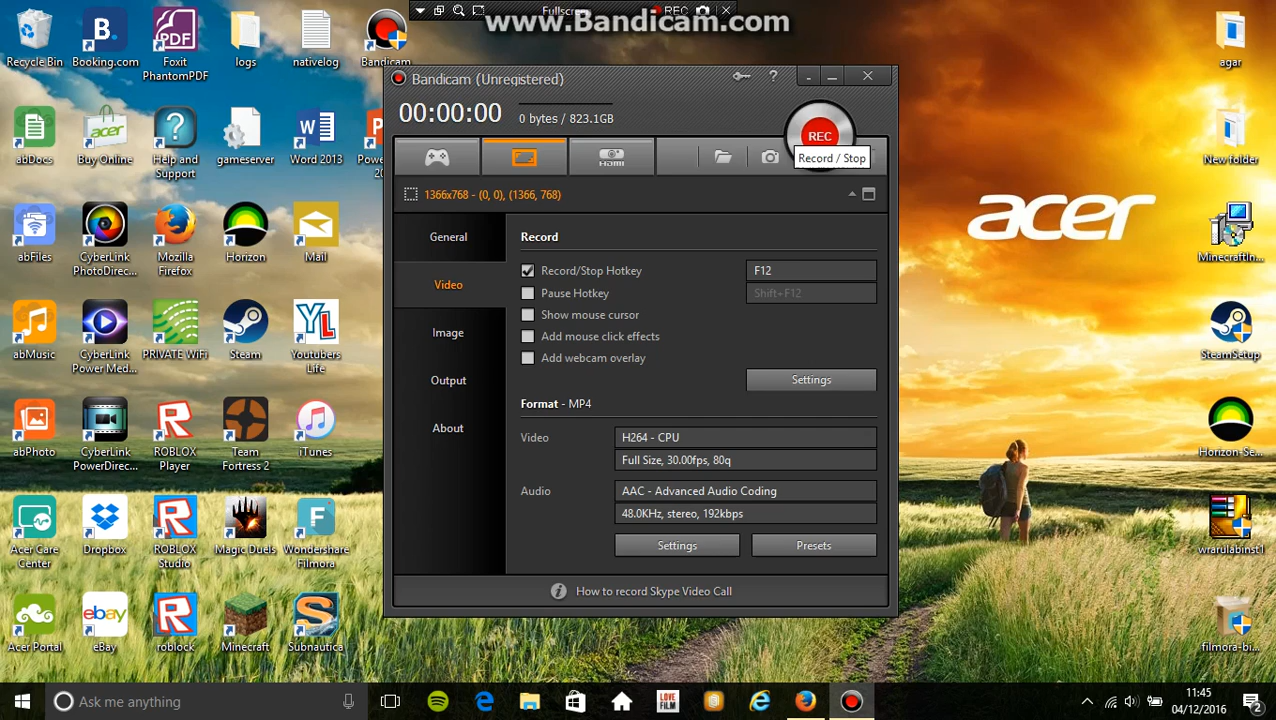 Fullscre
REC
www.Bandicam.com
Recycle Bin
Booking.com
Foxit PhantomPDF
logs
nativelog
Bandicam
abDocs
Buy Online
Help and Support
gameserver
Word 2013
abFiles
CyberLink PhotoDirec...
Mozilla Firefox
Horizon
Mail
abMusic
CyberLink Power Med...
PRIVATE WiFi
Steam
Youtubers Life
abPhoto
CyberLink PowerDirec...
ROBLOX Player
Team Fortress 2
iTunes
Acer Care Center
Dropbox
ROBLOX Studio
Magic Duels
Wondershare Filmora
Acer Portal
eBay
roblock
Minecraft
Subnautica
Bandicam (Unregistered)
00:00:00
0 bytes / 823.1GB
REC
HDMI
Record / Stop
1366x768 - (0, 0), (1366, 768)
General
Video
Image
Output
About
Record
Record/Stop Hotkey
F12
Pause Hotkey
Shift+F12
Show mouse cursor
Add mouse click effects
Add webcam overlay
Settings
Format - MP4
Video
H264 - CPU
Full Size, 30.00fps, 80q
Audio
AAC - Advanced Audio Coding
48.0KHz, stereo, 192kbps
Settings
Presets
How to record Skype Video Call
acer
agar
New folder
MinecraftIn...
SteamSetup
Horizon-Se...
wrarulabinst1
filmora-bi...
Ask me anything
LOVE
FiLM
11:45
04/12/2016
2